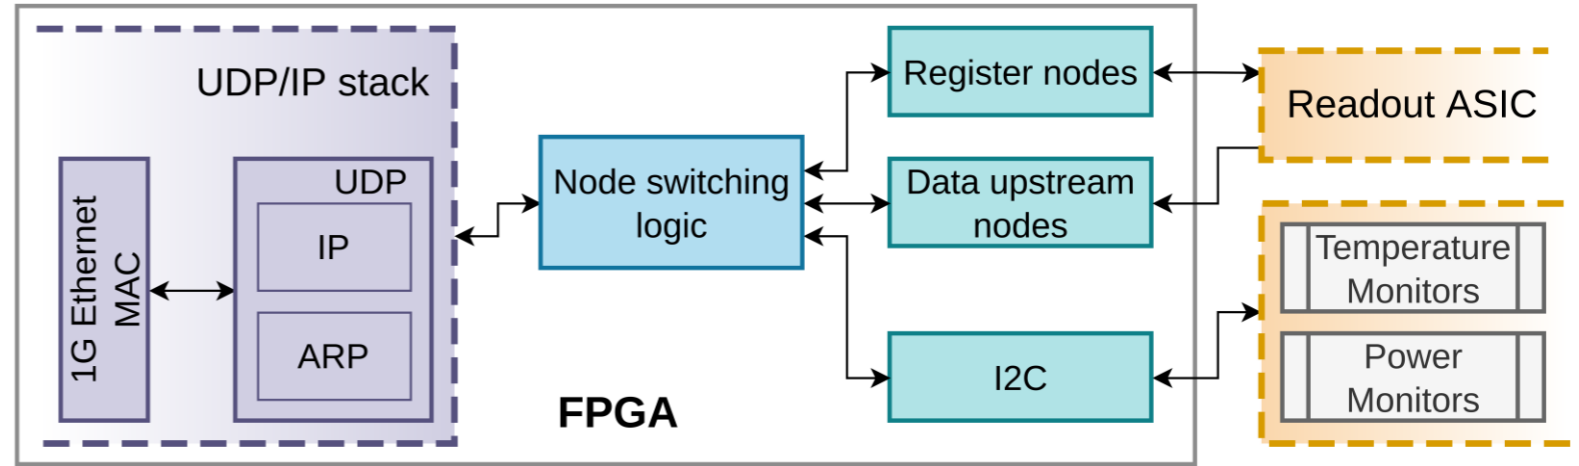 UDP/IP stack
1G Ethernet
MAC
UDP
IP
ARP
Node switching
logic
FPGA
Register nodes
Data upstream
nodes
I2C
Readout ASIC
Temperature
Monitors
Power
Monitors